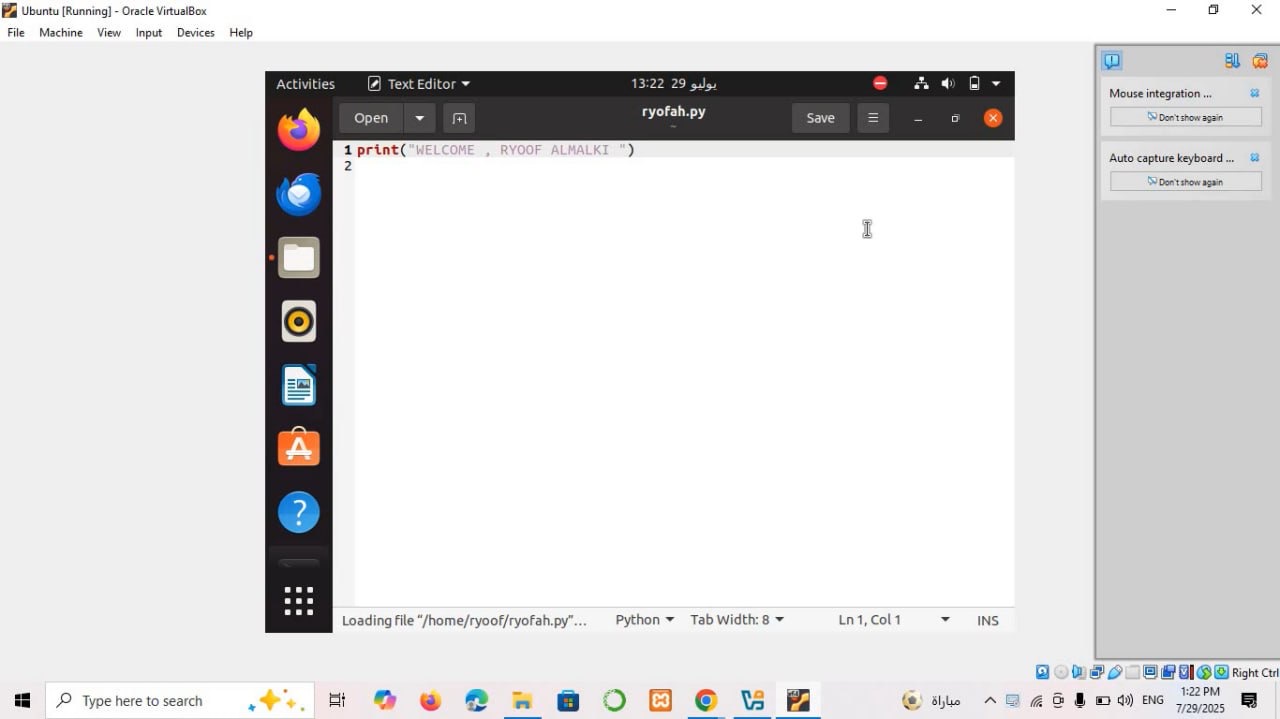 Ubuntu [Running] - Oracle VirtualBox
File Machine View Input Devices Help
Activities Text Editor 13:22 29 يوليو
Open ryofah.py Save
~
1 print("WELCOME , RYOOF ALMALKI ")
2
Loading file “/home/ryoof/ryofah.py”… Python Tab Width: 8 Ln 1, Col 1 INS
Mouse integration ...
Don't show again
Auto capture keyboard ...
Don't show again
Right Ctrl
Type here to search
مباراة
ENG
1:22 PM
7/29/2025